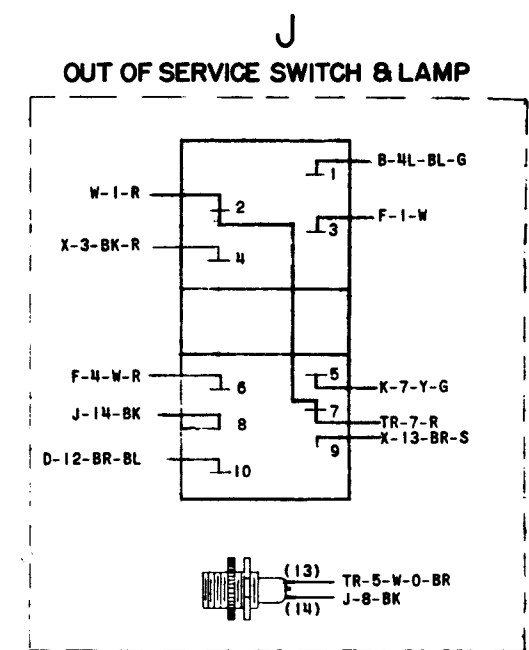 J
OUT OF SERVICE SWITCH & LAMP
1 B-4L-BL-G
W-1-R 2
3 F-1-W
X-3-BK-R 4
5
F-4-W-R 6 K-7-Y-G
7
J-14-BK 8 TR-7-R
X-13-BR-S
9
D-12-BR-BL 10
(13) TR-5-W-O-BR
J-8-BK
(14)